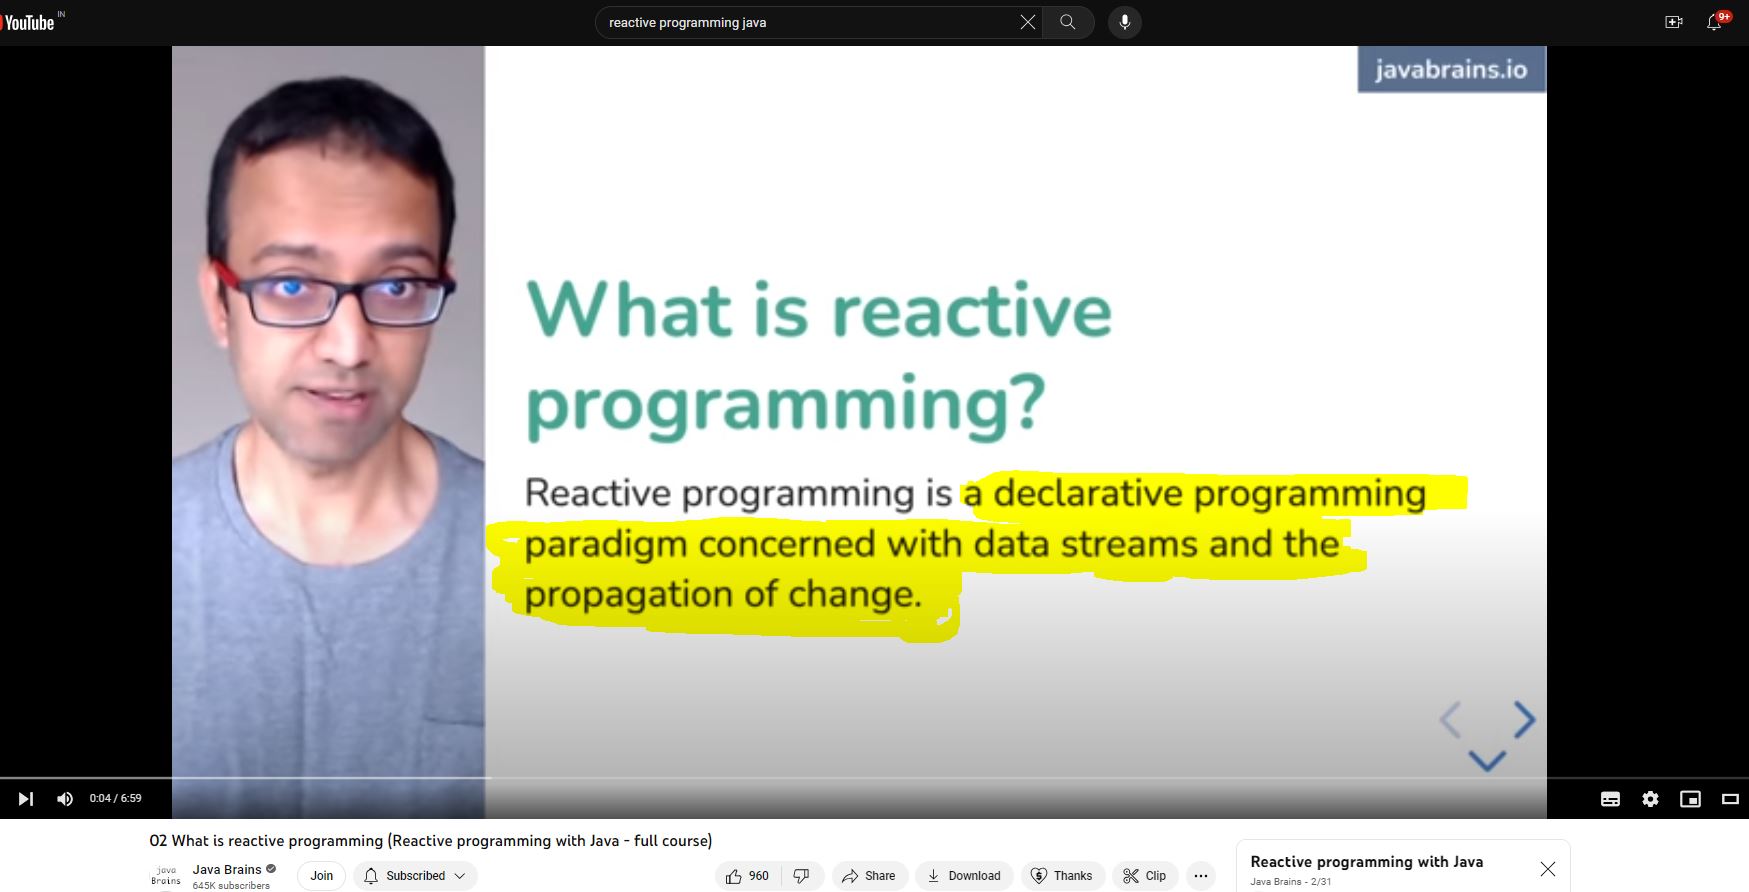 YouTube IN
reactive programming java
9+
javabrains.io
What is reactive
programming?
Reactive programming is a declarative programming
paradigm concerned with data streams and the
propagation of change.
0:04 / 6:59
02 What is reactive programming (Reactive programming with Java - full course)
java
Brains
Java Brains
645K subscribers
Join
Subscribed
960
Share
Download
Thanks
Clip
Reactive programming with Java
Java Brains - 2/31